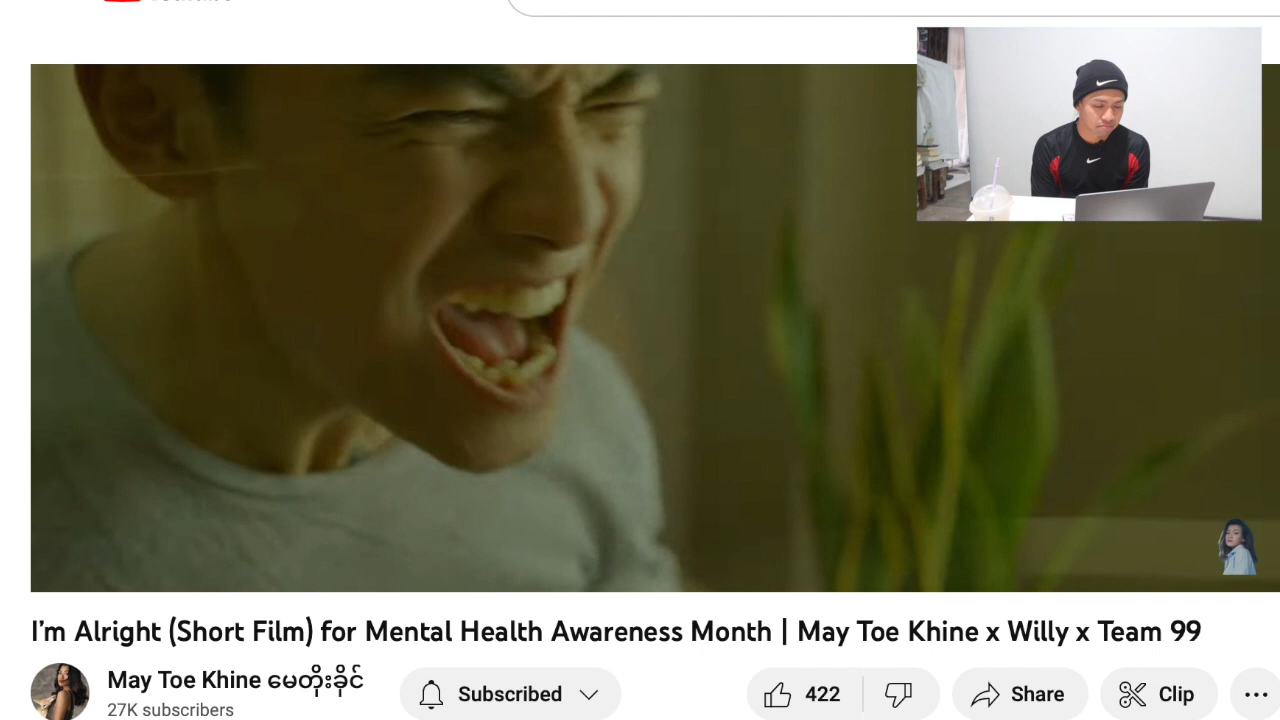 I'm Alright (Short Film) for Mental Health Awareness Month | May Toe Khine x Willy x Team 99
May Toe Khine မေတိုးခိုင်
27K subscribers
Subscribed
422
Share
Clip